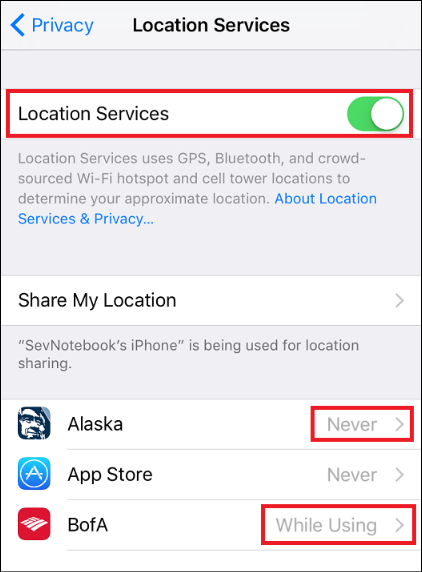 Privacy Location Services
Location Services
Location Services uses GPS, Bluetooth, and crowd-
sourced Wi-Fi hotspot and cell tower locations to
determine your approximate location. About Location
Services & Privacy...
Share My Location
“SevNotebook's iPhone” is being used for location
sharing.
Alaska Never
App Store Never
BofA While Using